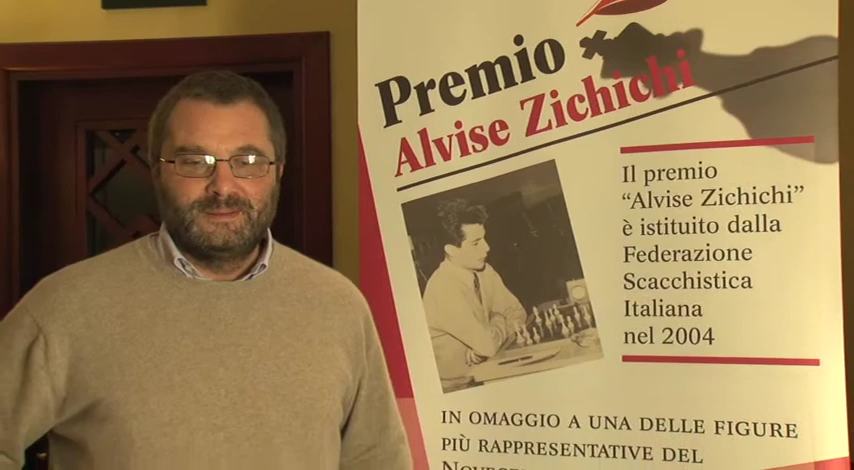 Premio
Alvise Zichichi
Il premio
“Alvise Zichichi”
è istituito dalla
Federazione
Scacchistica
Italiana
nel 2004
IN OMAGGIO A UNA DELLE FIGURE
PIÙ RAPPRESENTATIVE DEL